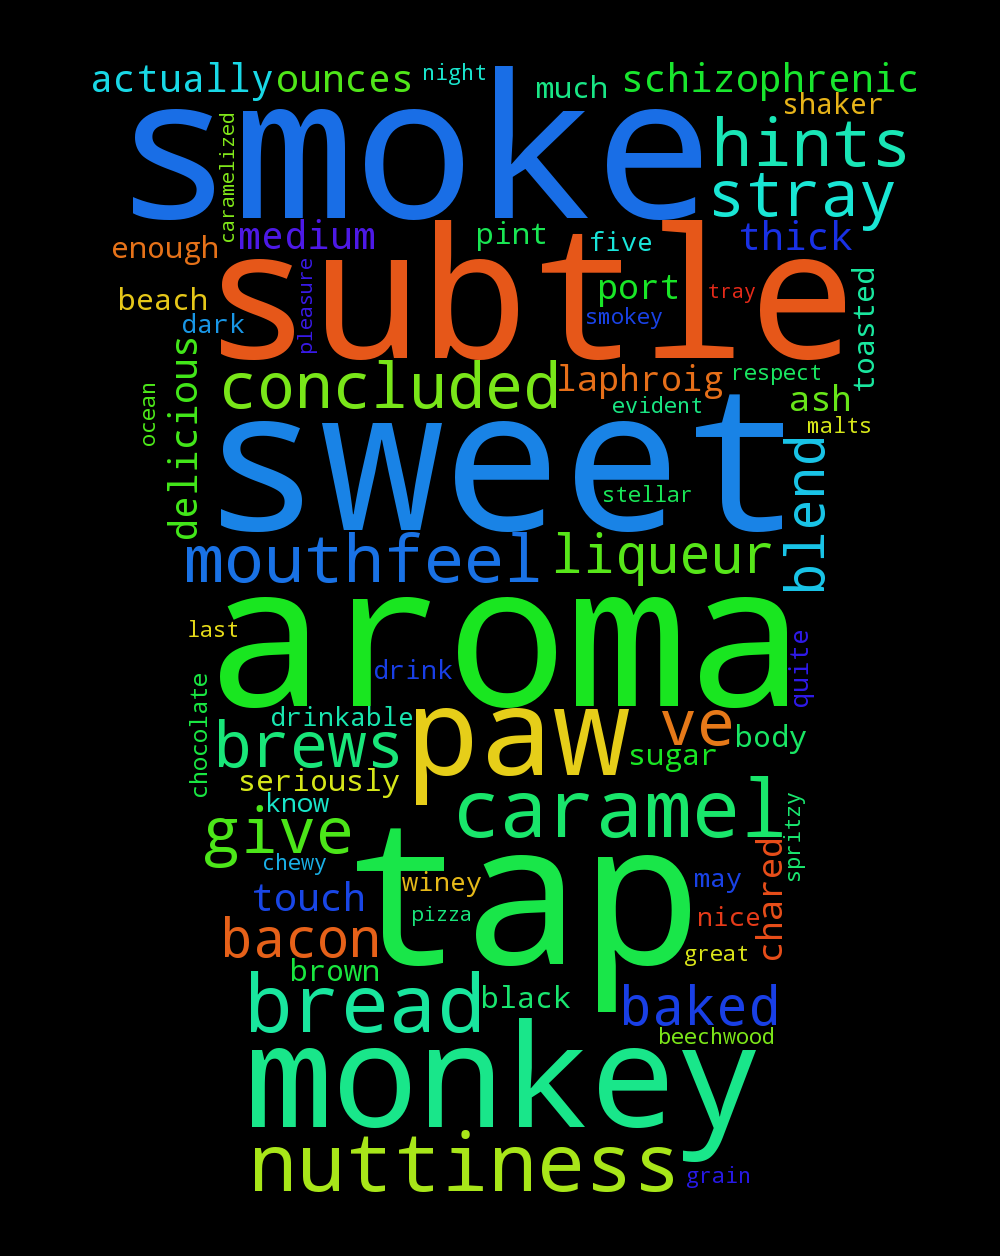 actually ounces night much schizophrenic
shaker
smoke
hints
caramelized
stray
enough medium pint five thick
subtle
beach pleasure port tray toasted
dark smokey
delicious
concluded laphroig respect
ocean evident ash
malts
sweet
blend
stellar
mouthfeel liqueur
aroma
last quite
drink
chocolate drinkable paw ve
brews sugar body
seriously caramel
know spritzy
give
tap
chared
chewy winey may
touch pizza nice
bacon great
brown
bread black baked
beechwood
monkey
nuttiness grain